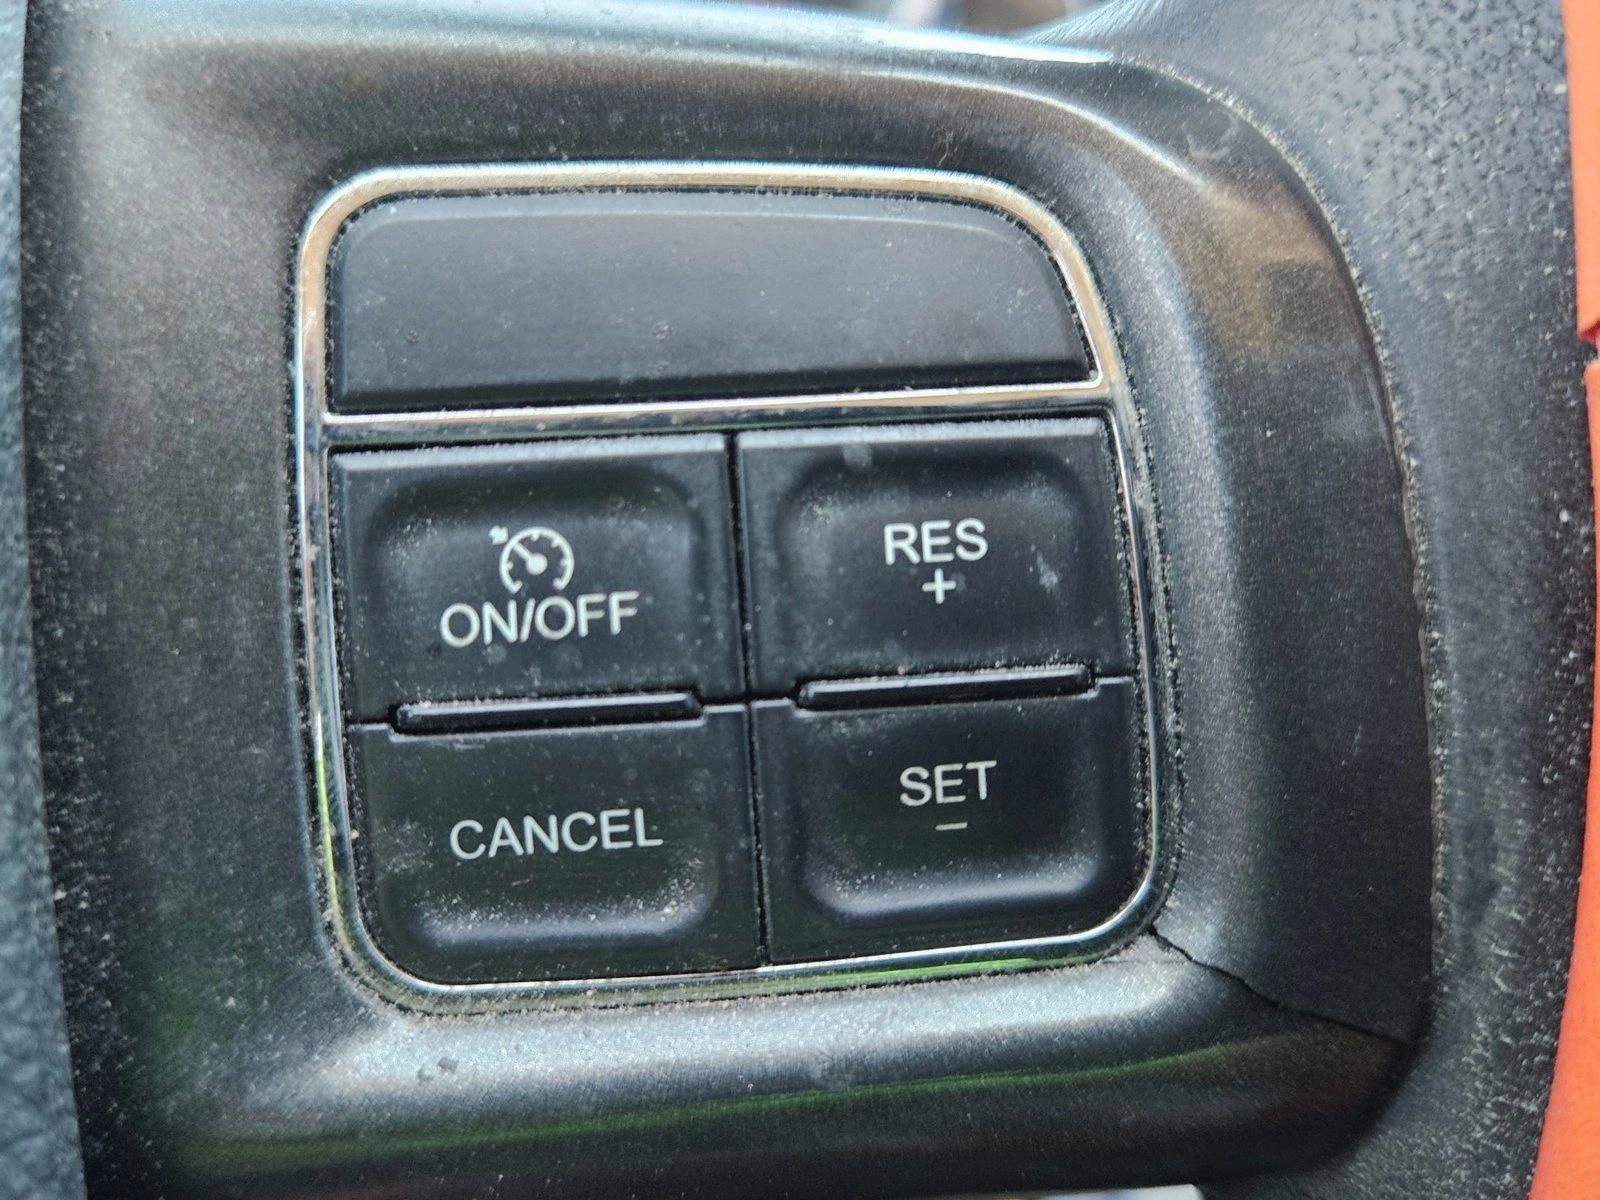 ON/OFF
RES
+
CANCEL
SET
–